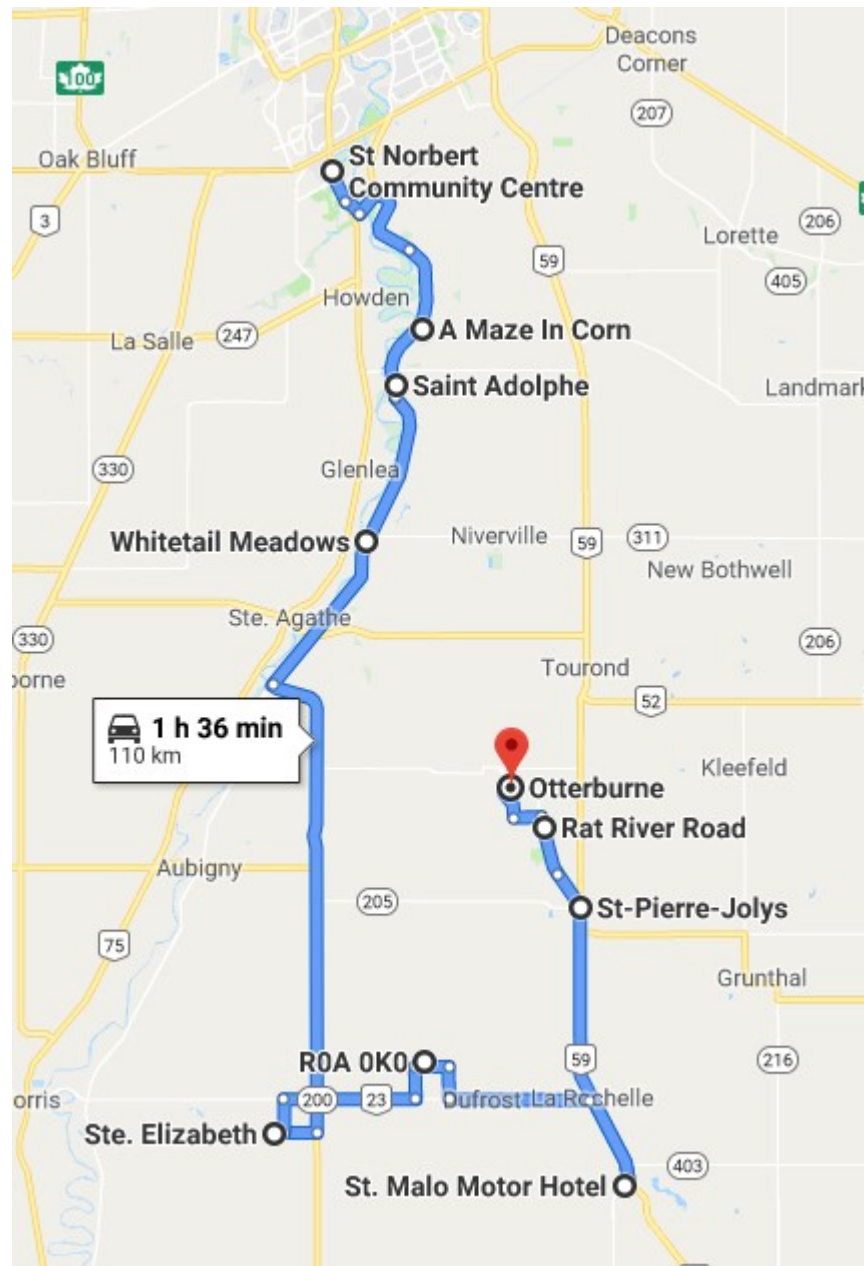 Deacons
Corner
100
207
Oak Bluff
St Norbert
Community Centre
3
206
Lorette
59
405
Howden
247
La Salle
A Maze In Corn
Saint Adolphe
Landmark
330
Glenlea
Whitetail Meadows
Niverville
59
311
New Bothwell
Ste. Agathe
330
206
orne
Tourond
52
1 h 36 min
110 km
Kleefeld
Otterburne
Rat River Road
Aubigny
205
St-Pierre-Jolys
75
Grunthal
R0A 0K0
59
216
orris
200
23
Dufrost
La Rochelle
Ste. Elizabeth
403
St. Malo Motor Hotel